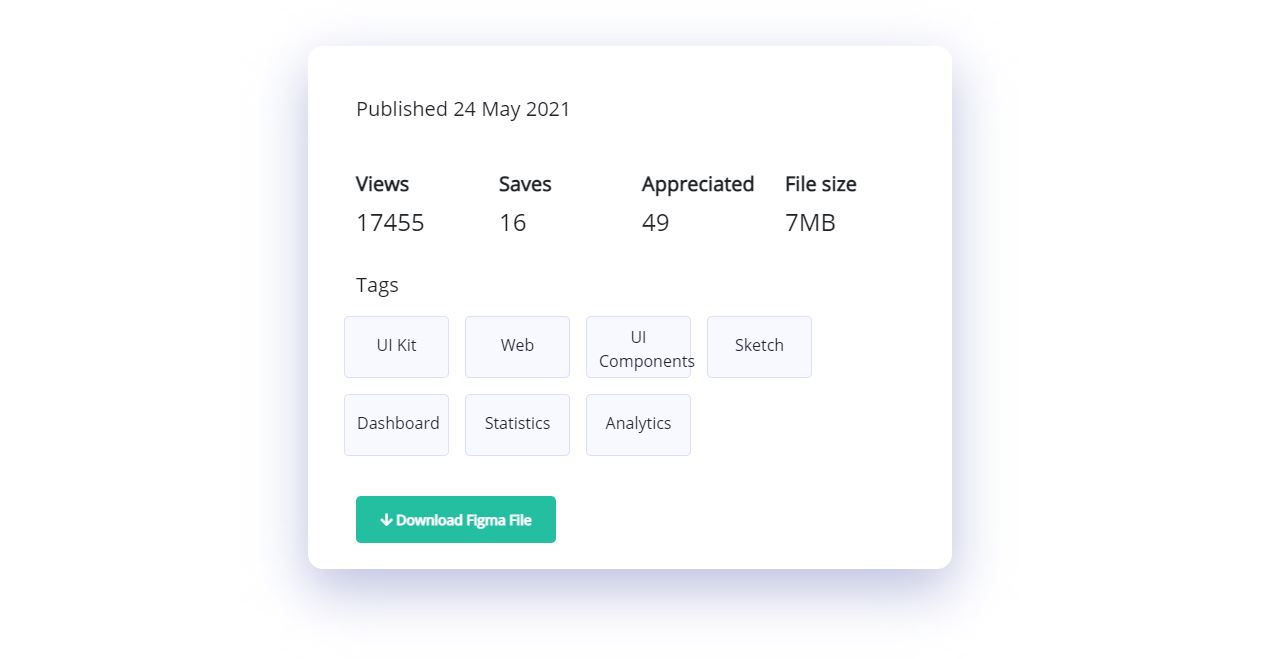 Published 24 May 2021
Views Saves Appreciated File size
17455 16 49 7MB
Tags
UI Kit Web UI Components Sketch
Dashboard Statistics Analytics
Download Figma File